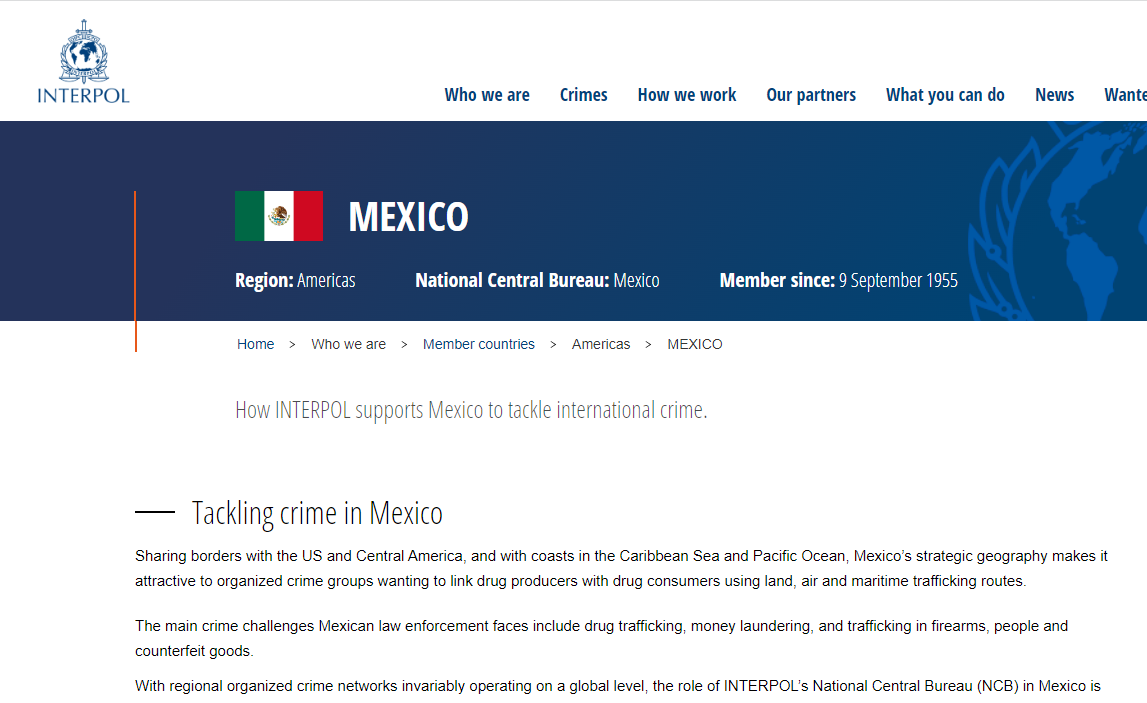 INTERPOL
Who we are Crimes How we work Our partners What you can do News Wante
MEXICO
Region: Americas National Central Bureau: Mexico Member since: 9 September 1955
Home > Who we are > Member countries > Americas > MEXICO
How INTERPOL supports Mexico to tackle international crime.
Tackling crime in Mexico
Sharing borders with the US and Central America, and with coasts in the Caribbean Sea and Pacific Ocean, Mexico’s strategic geography makes it
attractive to organized crime groups wanting to link drug producers with drug consumers using land, air and maritime trafficking routes.
The main crime challenges Mexican law enforcement faces include drug trafficking, money laundering, and trafficking in firearms, people and
counterfeit goods.
With regional organized crime networks invariably operating on a global level, the role of INTERPOL’s National Central Bureau (NCB) in Mexico is